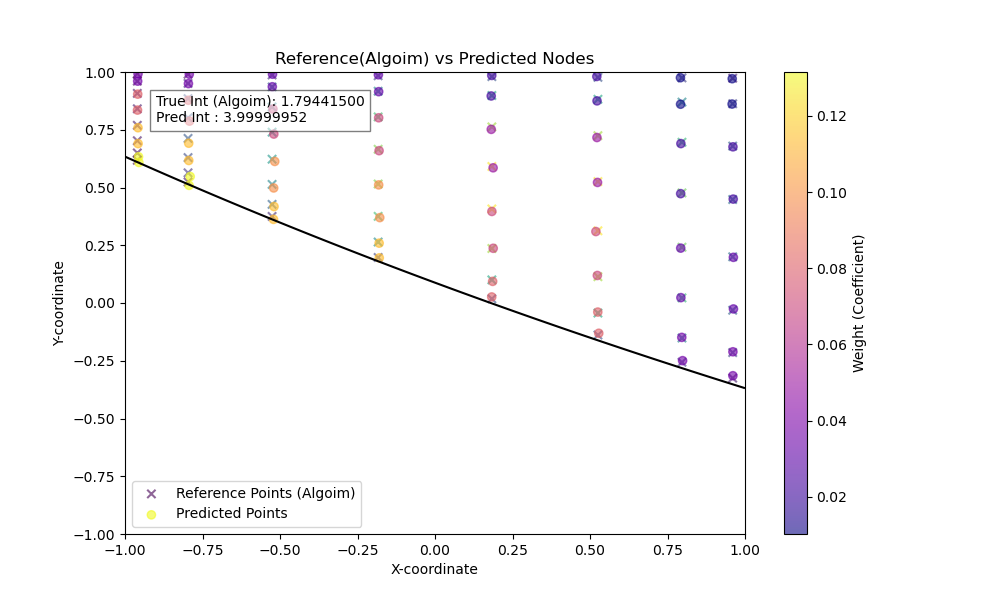 Reference(Algoim) vs Predicted Nodes
True Int (Algoim): 1.79441500
Pred Int : 3.99999952
1.00
0.75
0.50
0.25
0.00
−0.25
−0.50
−0.75
−1.00
Y-coordinate
Reference Points (Algoim)
Predicted Points
−1.00 −0.75 −0.50 −0.25 0.00 0.25 0.50 0.75 1.00
X-coordinate
0.12
0.10
0.08
0.06
0.04
0.02
Weight (Coefficient)